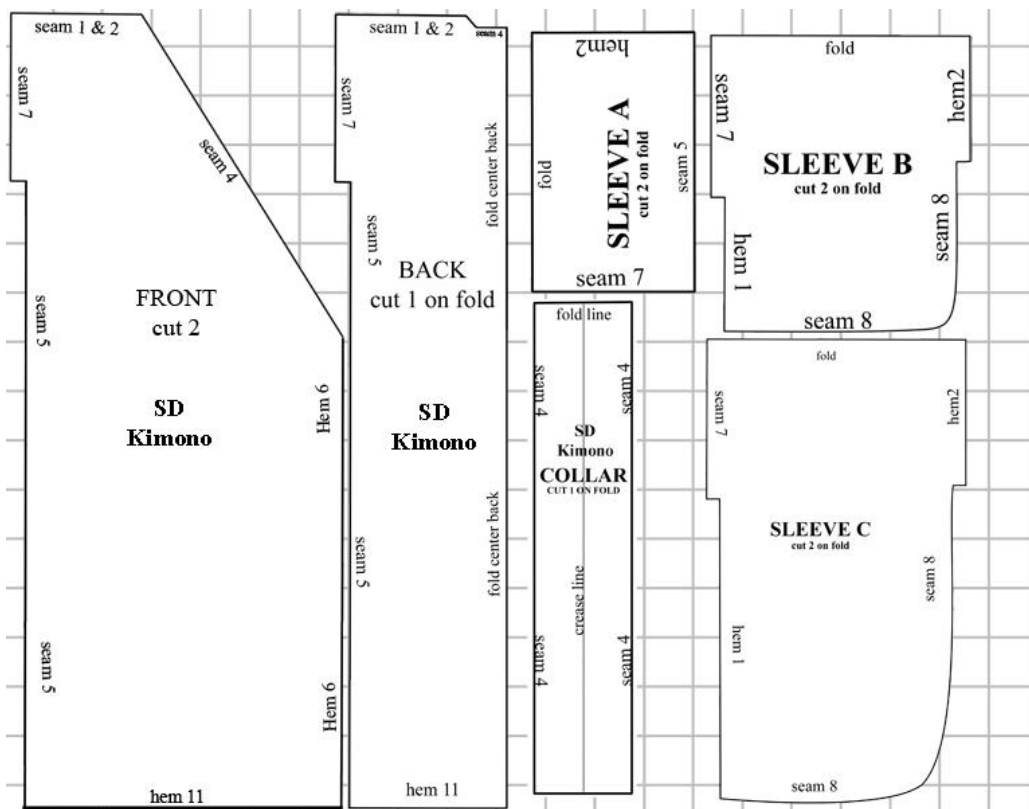 seam 1 & 2
seam 7
seam 4
seam 5
FRONT
cut 2
SD
Kimono
Hem 6
seam 5
Hem 6
hem 11
seam 1 & 2
seam 4
seam 7
fold center back
seam 5
BACK
cut 1 on fold
SD
Kimono
fold center back
seam 5
hem 11
hem2
fold
SLEEVE A
cut 2 on fold
seam 5
seam 7
fold line
seam 4
seam 4
SD
Kimono
COLLAR
CUT 1 ON FOLD
crease line
seam 4
seam 4
fold
seam 7
hem2
SLEEVE B
cut 2 on fold
hem 1
seam 8
seam 8
fold
seam 7
hem2
SLEEVE C
cut 2 on fold
seam 8
hem 1
seam 8